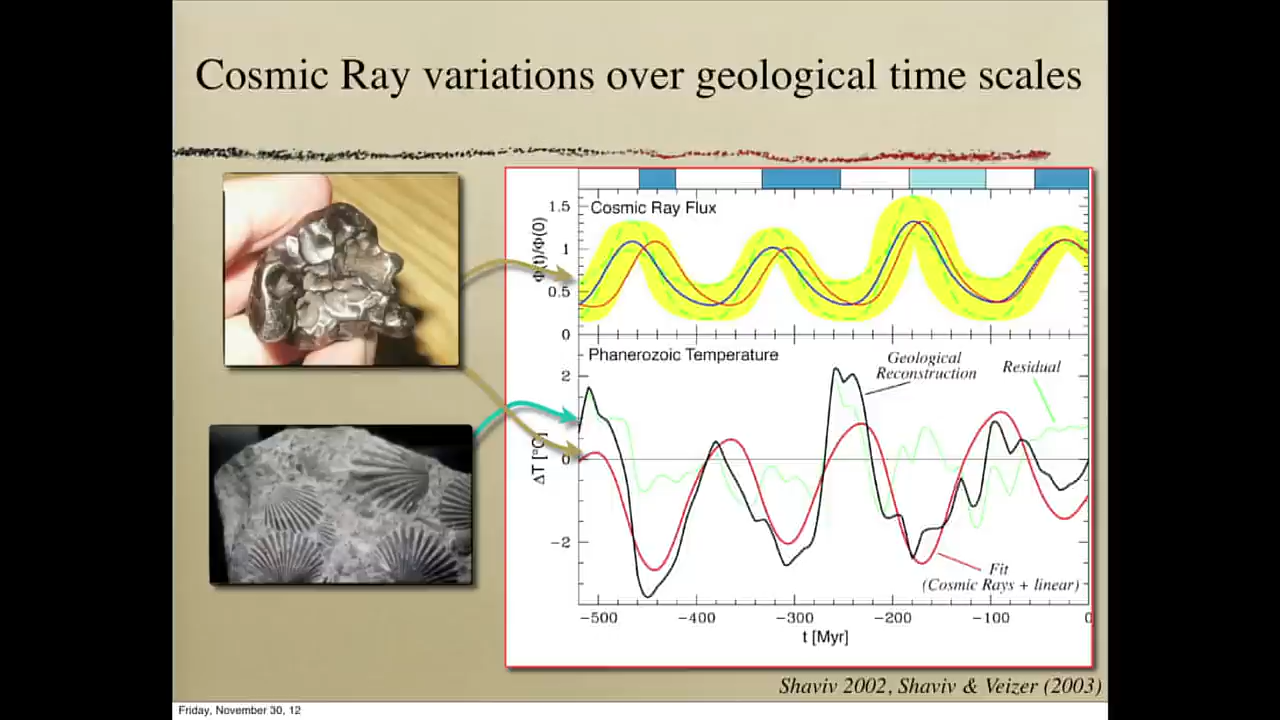 Cosmic Ray variations over geological time scales
Cosmic Ray Flux
Φ(t)/Φ(0)
1.5
1
0.5
0
Phanerozoic Temperature
Geological
Reconstruction
Residual
ΔT [°C]
2
0
−2
Fit
(Cosmic Rays + linear)
−500 −400 −300 −200 −100 0
t [Myr]
Shaviv 2002, Shaviv & Veizer (2003)
Friday, November 30, 12